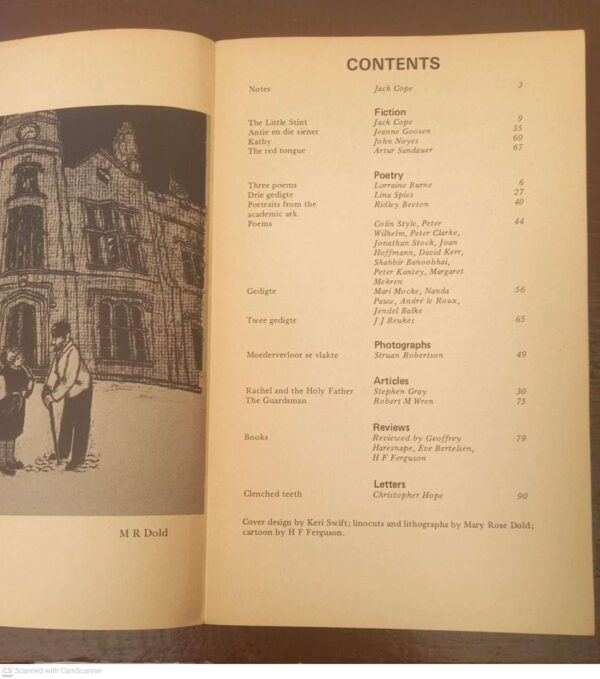 M R Dold
CONTENTS
Notes Jack Cope 3
Fiction
The Little Stint Jack Cope 9
Antie en die siener Jeanne Goosen 35
Kathy John Noyes 60
The red tongue Artur Sandauer 67
Poetry
Three poems Lorraine Burne 6
Drie gedigte Lina Spies 27
Portraits from the Ridley Beeton 40
academic ark
Poems Colin Style, Peter 44
Wilhelm, Peter Clarke,
Jonathan Stock, Joan
Hoffmann, David Kerr,
Shabbir Banoobhai,
Peter Kantey, Margaret
Mehren
Gedigte Mari Mocke, Nanda 56
Pauw, André le Roux,
Jendel Balke
Twee gedigte J J Beukes 65
Photographs
Moederverloor se vlakte Struan Robertson 49
Articles
Rachel and the Holy Father Stephen Gray 30
The Guardsman Robert M Wren 75
Reviews
Books Reviewed by Geoffrey 79
Haresnape, Eve Bertelsen,
H F Ferguson
Letters
Clenched teeth Christopher Hope 90
Cover design by Keri Swift; linocuts and lithographs by Mary Rose Dold;
cartoon by H F Ferguson.
CS Scanned with CamScanner